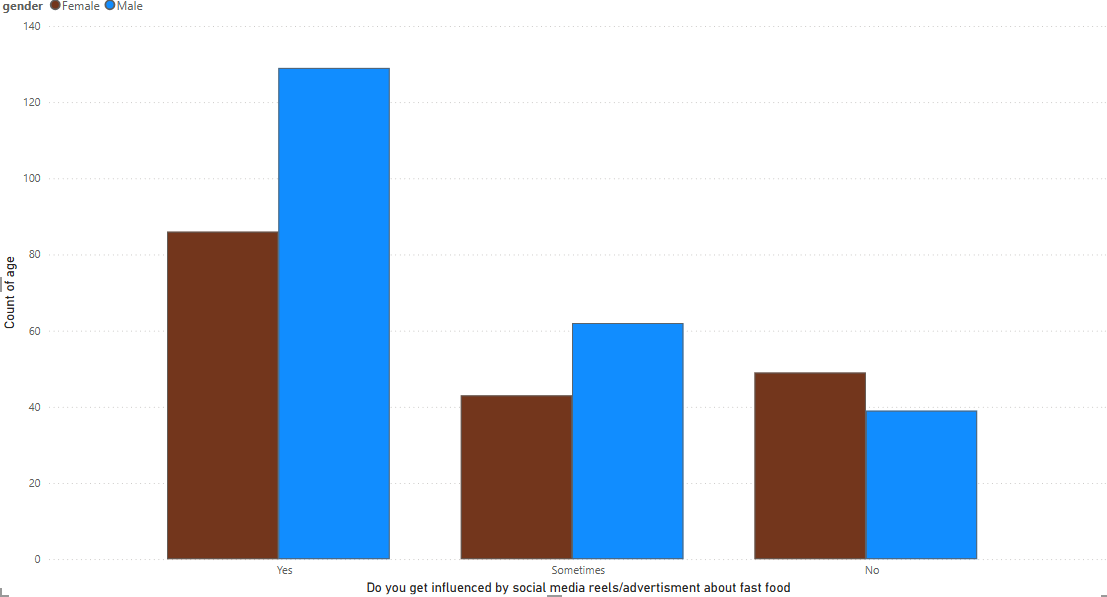 gender Female Male
140
120
100
80
60
40
20
0
Count of age
Yes Sometimes No
Do you get influenced by social media reels/advertisment about fast food